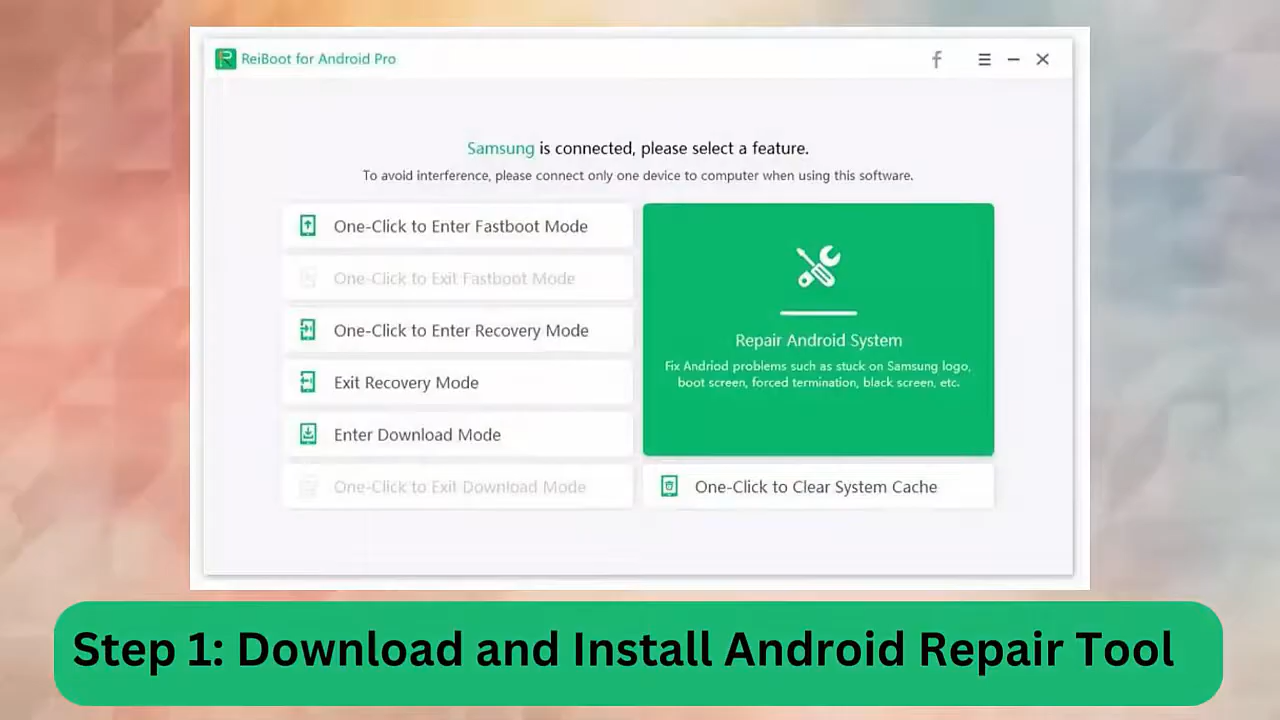 ReiBoot for Android Pro
Samsung is connected, please select a feature.
To avoid interference, please connect only one device to computer when using this software.
One-Click to Enter Fastboot Mode
One-Click to Exit Fastboot Mode
One-Click to Enter Recovery Mode
Exit Recovery Mode
Enter Download Mode
One-Click to Exit Download Mode
Repair Android System
Fix Andriod problems such as stuck on Samsung logo,
boot screen, forced termination, black screen, etc.
One-Click to Clear System Cache
Step 1: Download and Install Android Repair Tool